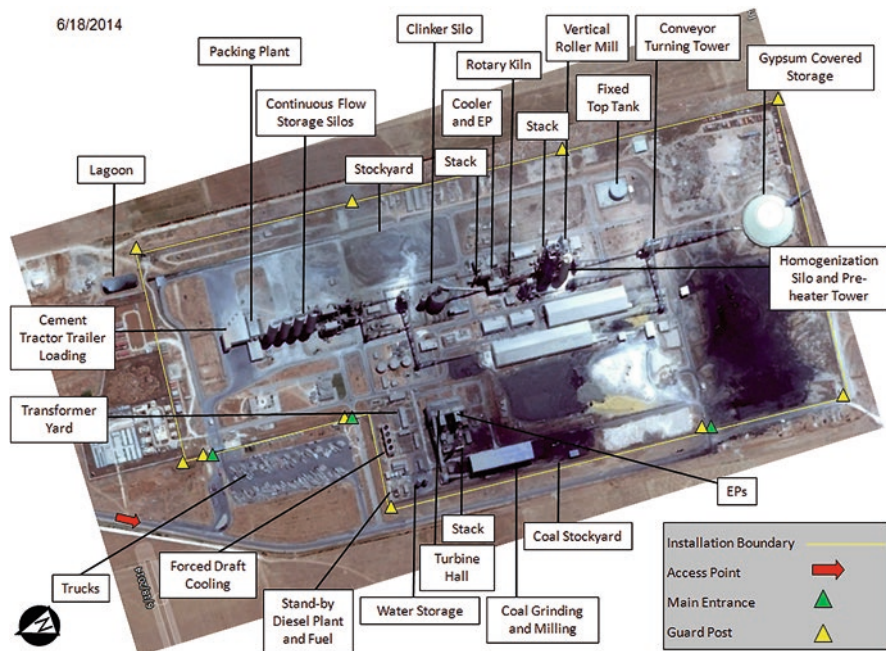 6/18/2014
Packing Plant
Clinker Silo
Vertical
Roller Mill
Conveyor
Turning Tower
Gypsum Covered
Storage
Rotary Kiln
Continuous Flow
Storage Silos
Cooler
and EP
Fixed
Top Tank
Stack
Stack
Lagoon
Stockyard
Homogenization
Silo and Pre-
heater Tower
Cement
Tractor Trailer
Loading
Transformer
Yard
EPs
Stack
Coal Stockyard
Trucks
Forced Draft
Cooling
Turbine
Hall
Stand-by
Diesel Plant
and Fuel
Water Storage
Coal Grinding
and Milling
Installation Boundary
Access Point
Main Entrance
Guard Post
N